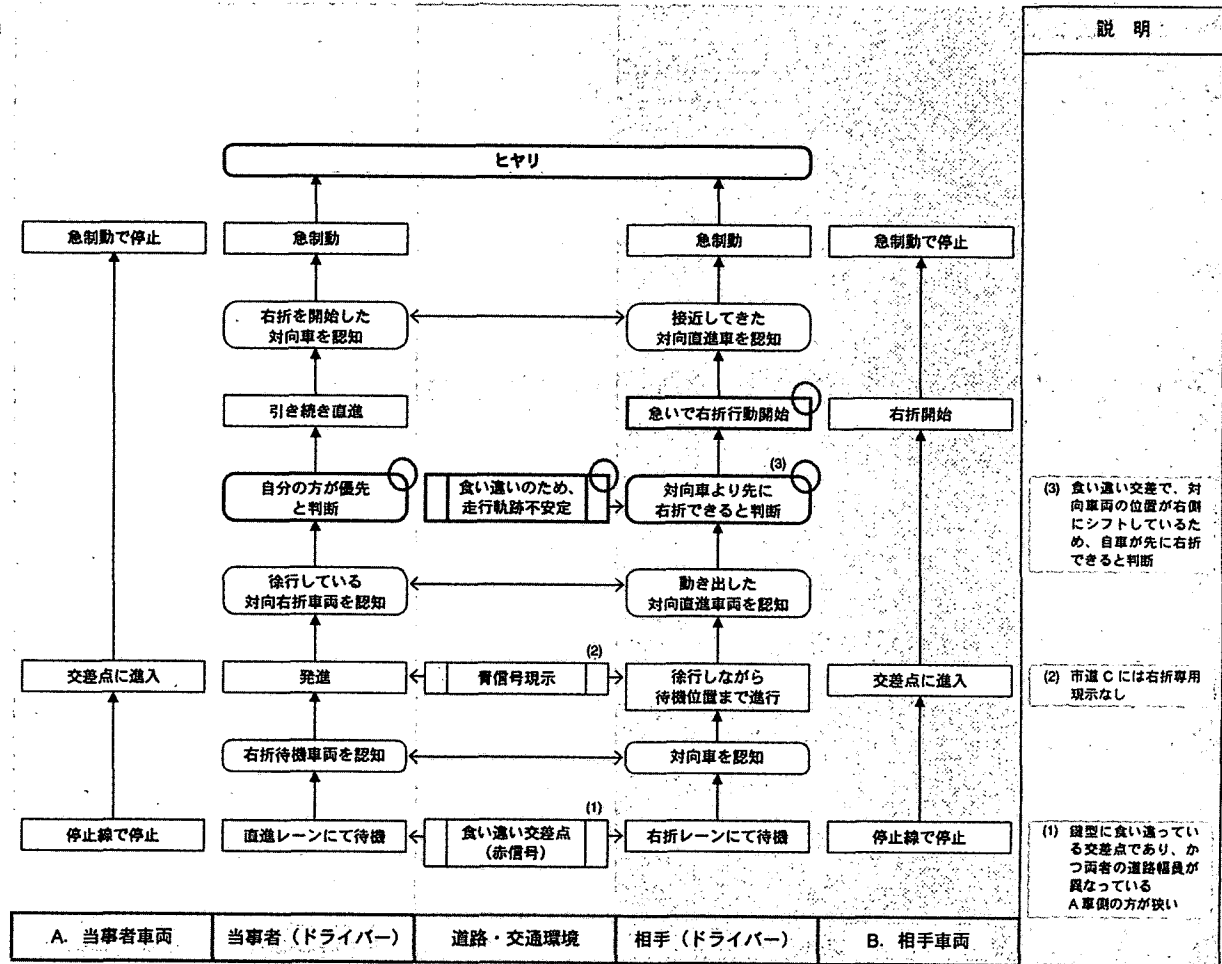 説 明
ヒヤリ
急制動で停止
急制動
急制動
急制動で停止
右折を開始した
対向車を認知
接近してきた
対向直進車を認知
引き続き直進
急いで右折行動開始
右折開始
(3)
自分の方が優先
と判断
食い違いのため、
走行軌跡不安定
対向車より先に
右折できると判断
(3) 食い違い交差で、対
向車両の位置が右側
にシフトしているた
め、自車が先に右折
できると判断
徐行している
対向右折車両を認知
動き出した
対向直進車両を認知
(2)
交差点に進入
発進
青信号現示
徐行しながら
待機位置まで進行
交差点に進入
(2) 市道 C には右折専用
現示なし
右折待機車両を認知
対向車を認知
(1)
停止線で停止
直進レーンにて待機
食い違い交差点
(赤信号)
右折レーンにて待機
停止線で停止
(1) 鍵型に食い違ってい
る交差点であり、か
つ両者の道路幅員が
異なっている
A 車側の方が狭い
A. 当事者車両
当事者（ドライバー）
道路・交通環境
相手（ドライバー）
B. 相手車両